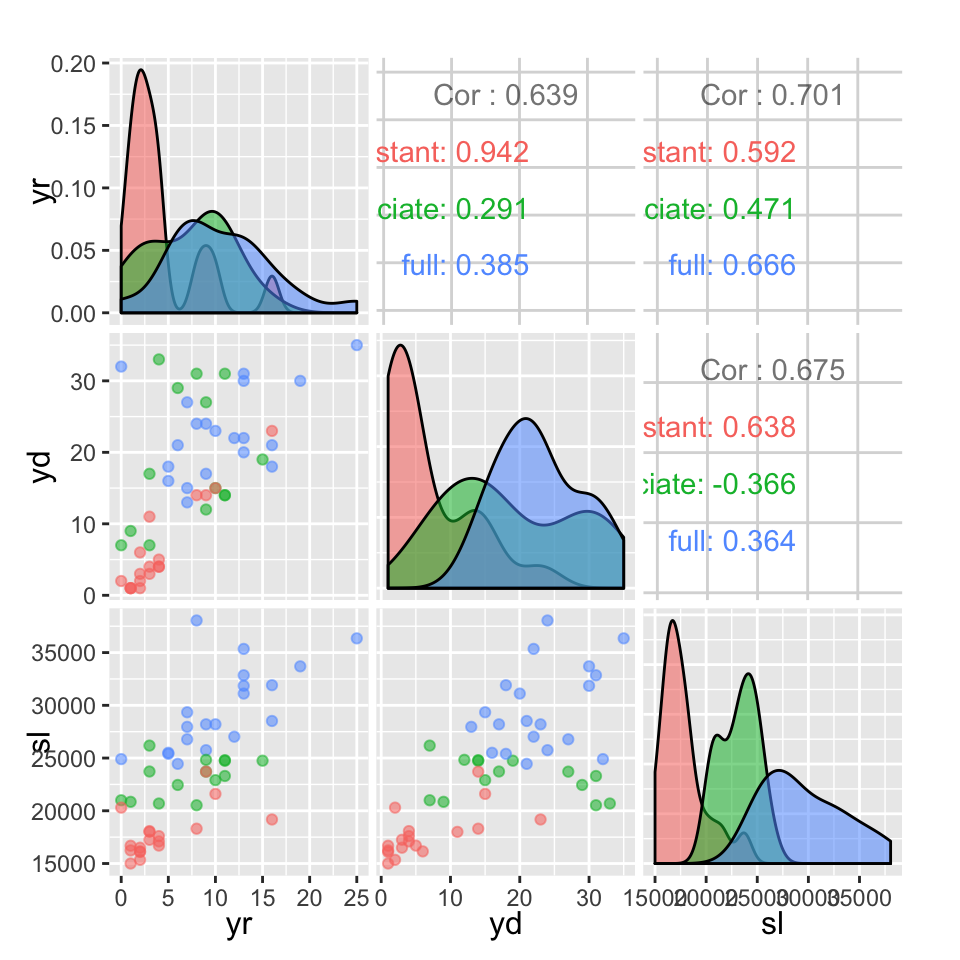 0.20
0.15
0.10
0.05
0.00
yr
Cor : 0.639
stant: 0.942
ciate: 0.291
full: 0.385
Cor : 0.701
stant: 0.592
ciate: 0.471
full: 0.666
30
20
10
0
yd
Cor : 0.675
stant: 0.638
ciate: -0.366
full: 0.364
35000
30000
25000
20000
15000
sl
0 5 10 15 20 25
yr
0 10 20 30
yd
15000 20000 25000 30000 35000
sl